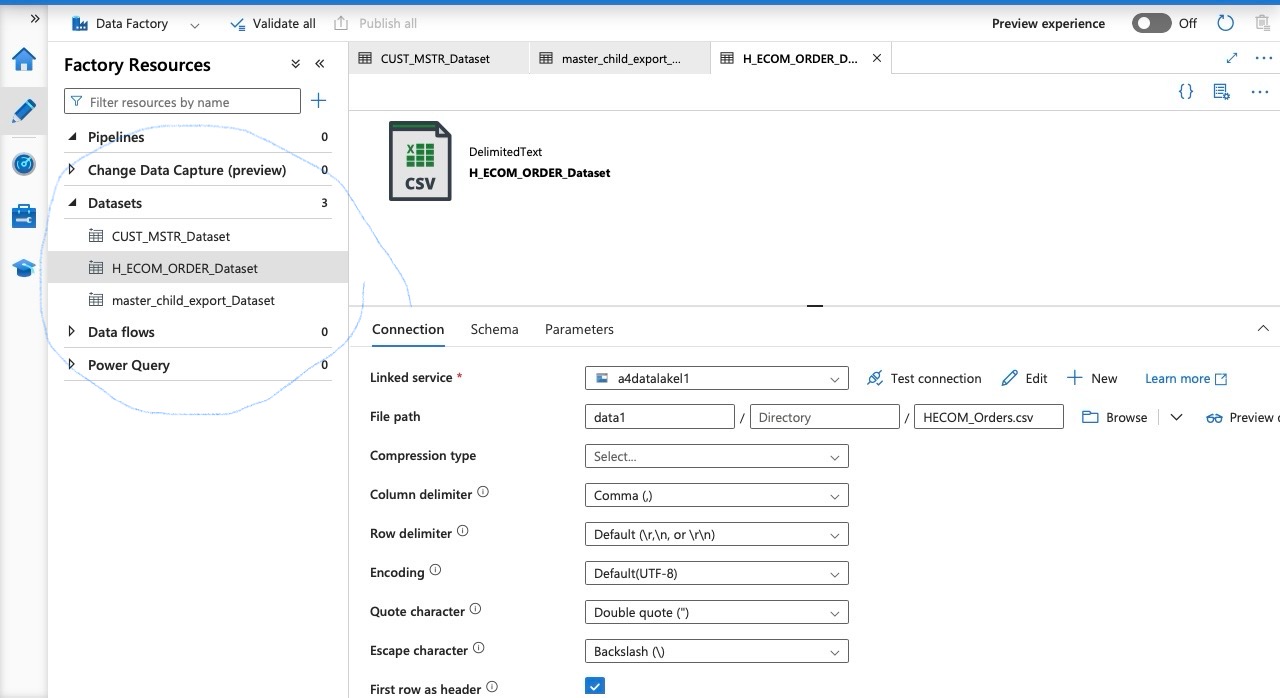 » Data Factory Validate all Publish all Preview experience Off
Factory Resources
Filter resources by name
Pipelines 0
Change Data Capture (preview) 0
Datasets 3
CUST_MSTR_Dataset
H_ECOM_ORDER_Dataset
master_child_export_Dataset
Data flows 0
Power Query 0
CUST_MSTR_Dataset master_child_export_... H_ECOM_ORDER_D...
{}
X
CSV
DelimitedText
H_ECOM_ORDER_Dataset
Connection Schema Parameters
Linked service * a4datalakel1 Test connection Edit New Learn more
File path data1 / Directory / HECOM_Orders.csv Browse Preview
Compression type Select...
Column delimiter Comma (,)
Row delimiter Default (\r,\n, or \r\n)
Encoding Default(UTF-8)
Quote character Double quote (")
Escape character Backslash (\)
First row as header